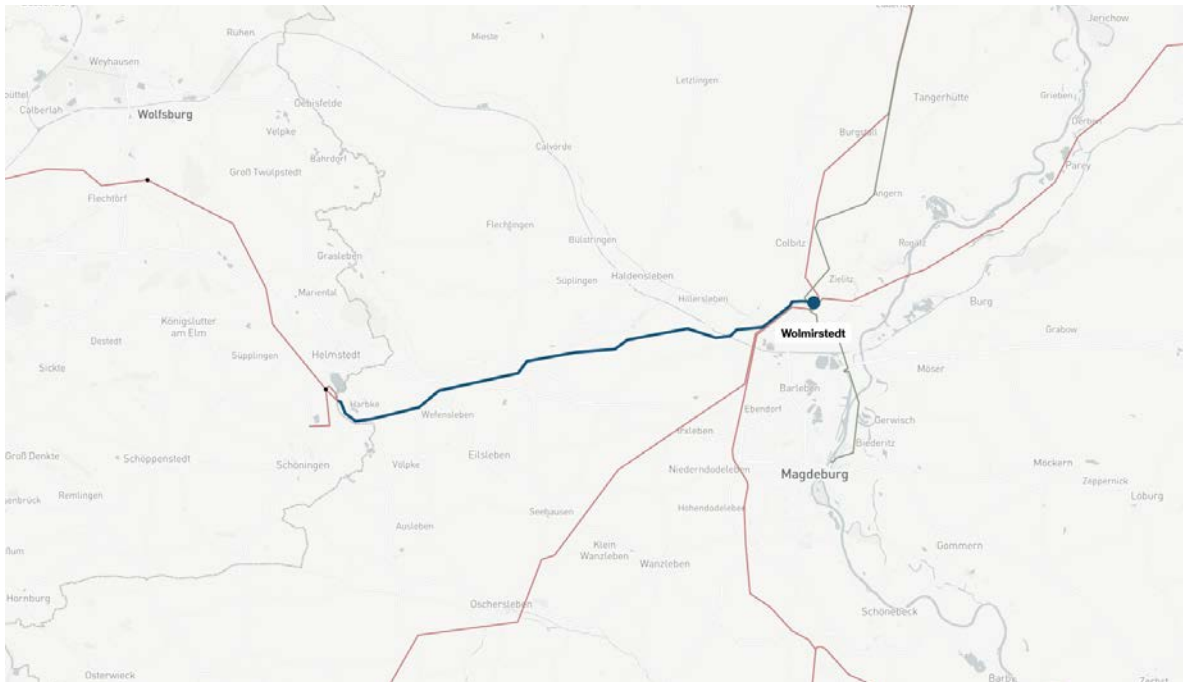 Ruhen
Mieste
Jerichow
Weyhausen
Letzlingen
Tangerhütte
Grieben
Calberlah
Oebisfelde
Wolfsburg
Derben
Velpke
Burgstall
Calvörde
Bahrdorf
Parey
Groß Twülpstedt
Flechtorf
Angern
Flechtingen
Bülstringen
Colbitz
Rogätz
Grasleben
Haldensleben
Süplingen
Zielitz
Mariental
Hillersleben
Burg
Königslutter
am Elm
Wolmirstedt
Grabow
Destedt
Süpplingen
Helmstedt
Sickte
Möser
Barleben
Harbke
Wefensleben
Ebendorf
Gerwisch
Irxleben
Biederitz
Groß Denkte
Schöppenstedt
Eilsleben
Schöningen
Völpke
Niederndodeleben
Magdeburg
Möckern
Zeppernick
Remlingen
Loburg
Hohendodeleben
Seehausen
Ausleben
Klein
Wanzleben
Wanzleben
Gommern
Hornburg
Oschersleben
Schönebeck
Osterwieck
Barby